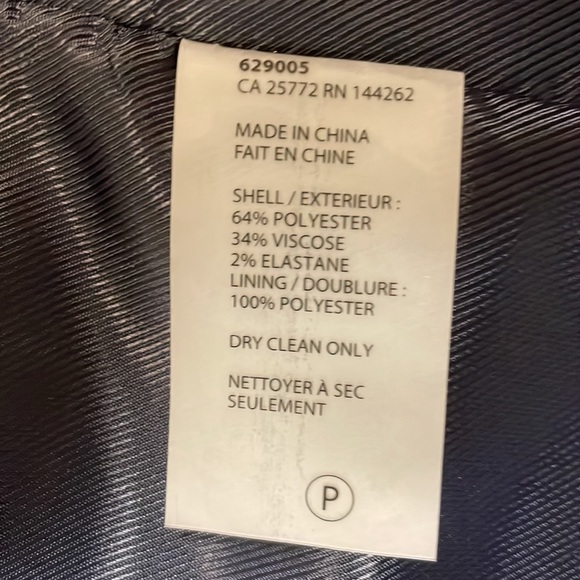 629005
CA 25772 RN 144262
MADE IN CHINA
FAIT EN CHINE
SHELL / EXTERIEUR :
64% POLYESTER
34% VISCOSE
2% ELASTANE
LINING / DOUBLURE :
100% POLYESTER
DRY CLEAN ONLY
NETTOYER À SEC
SEULEMENT
P